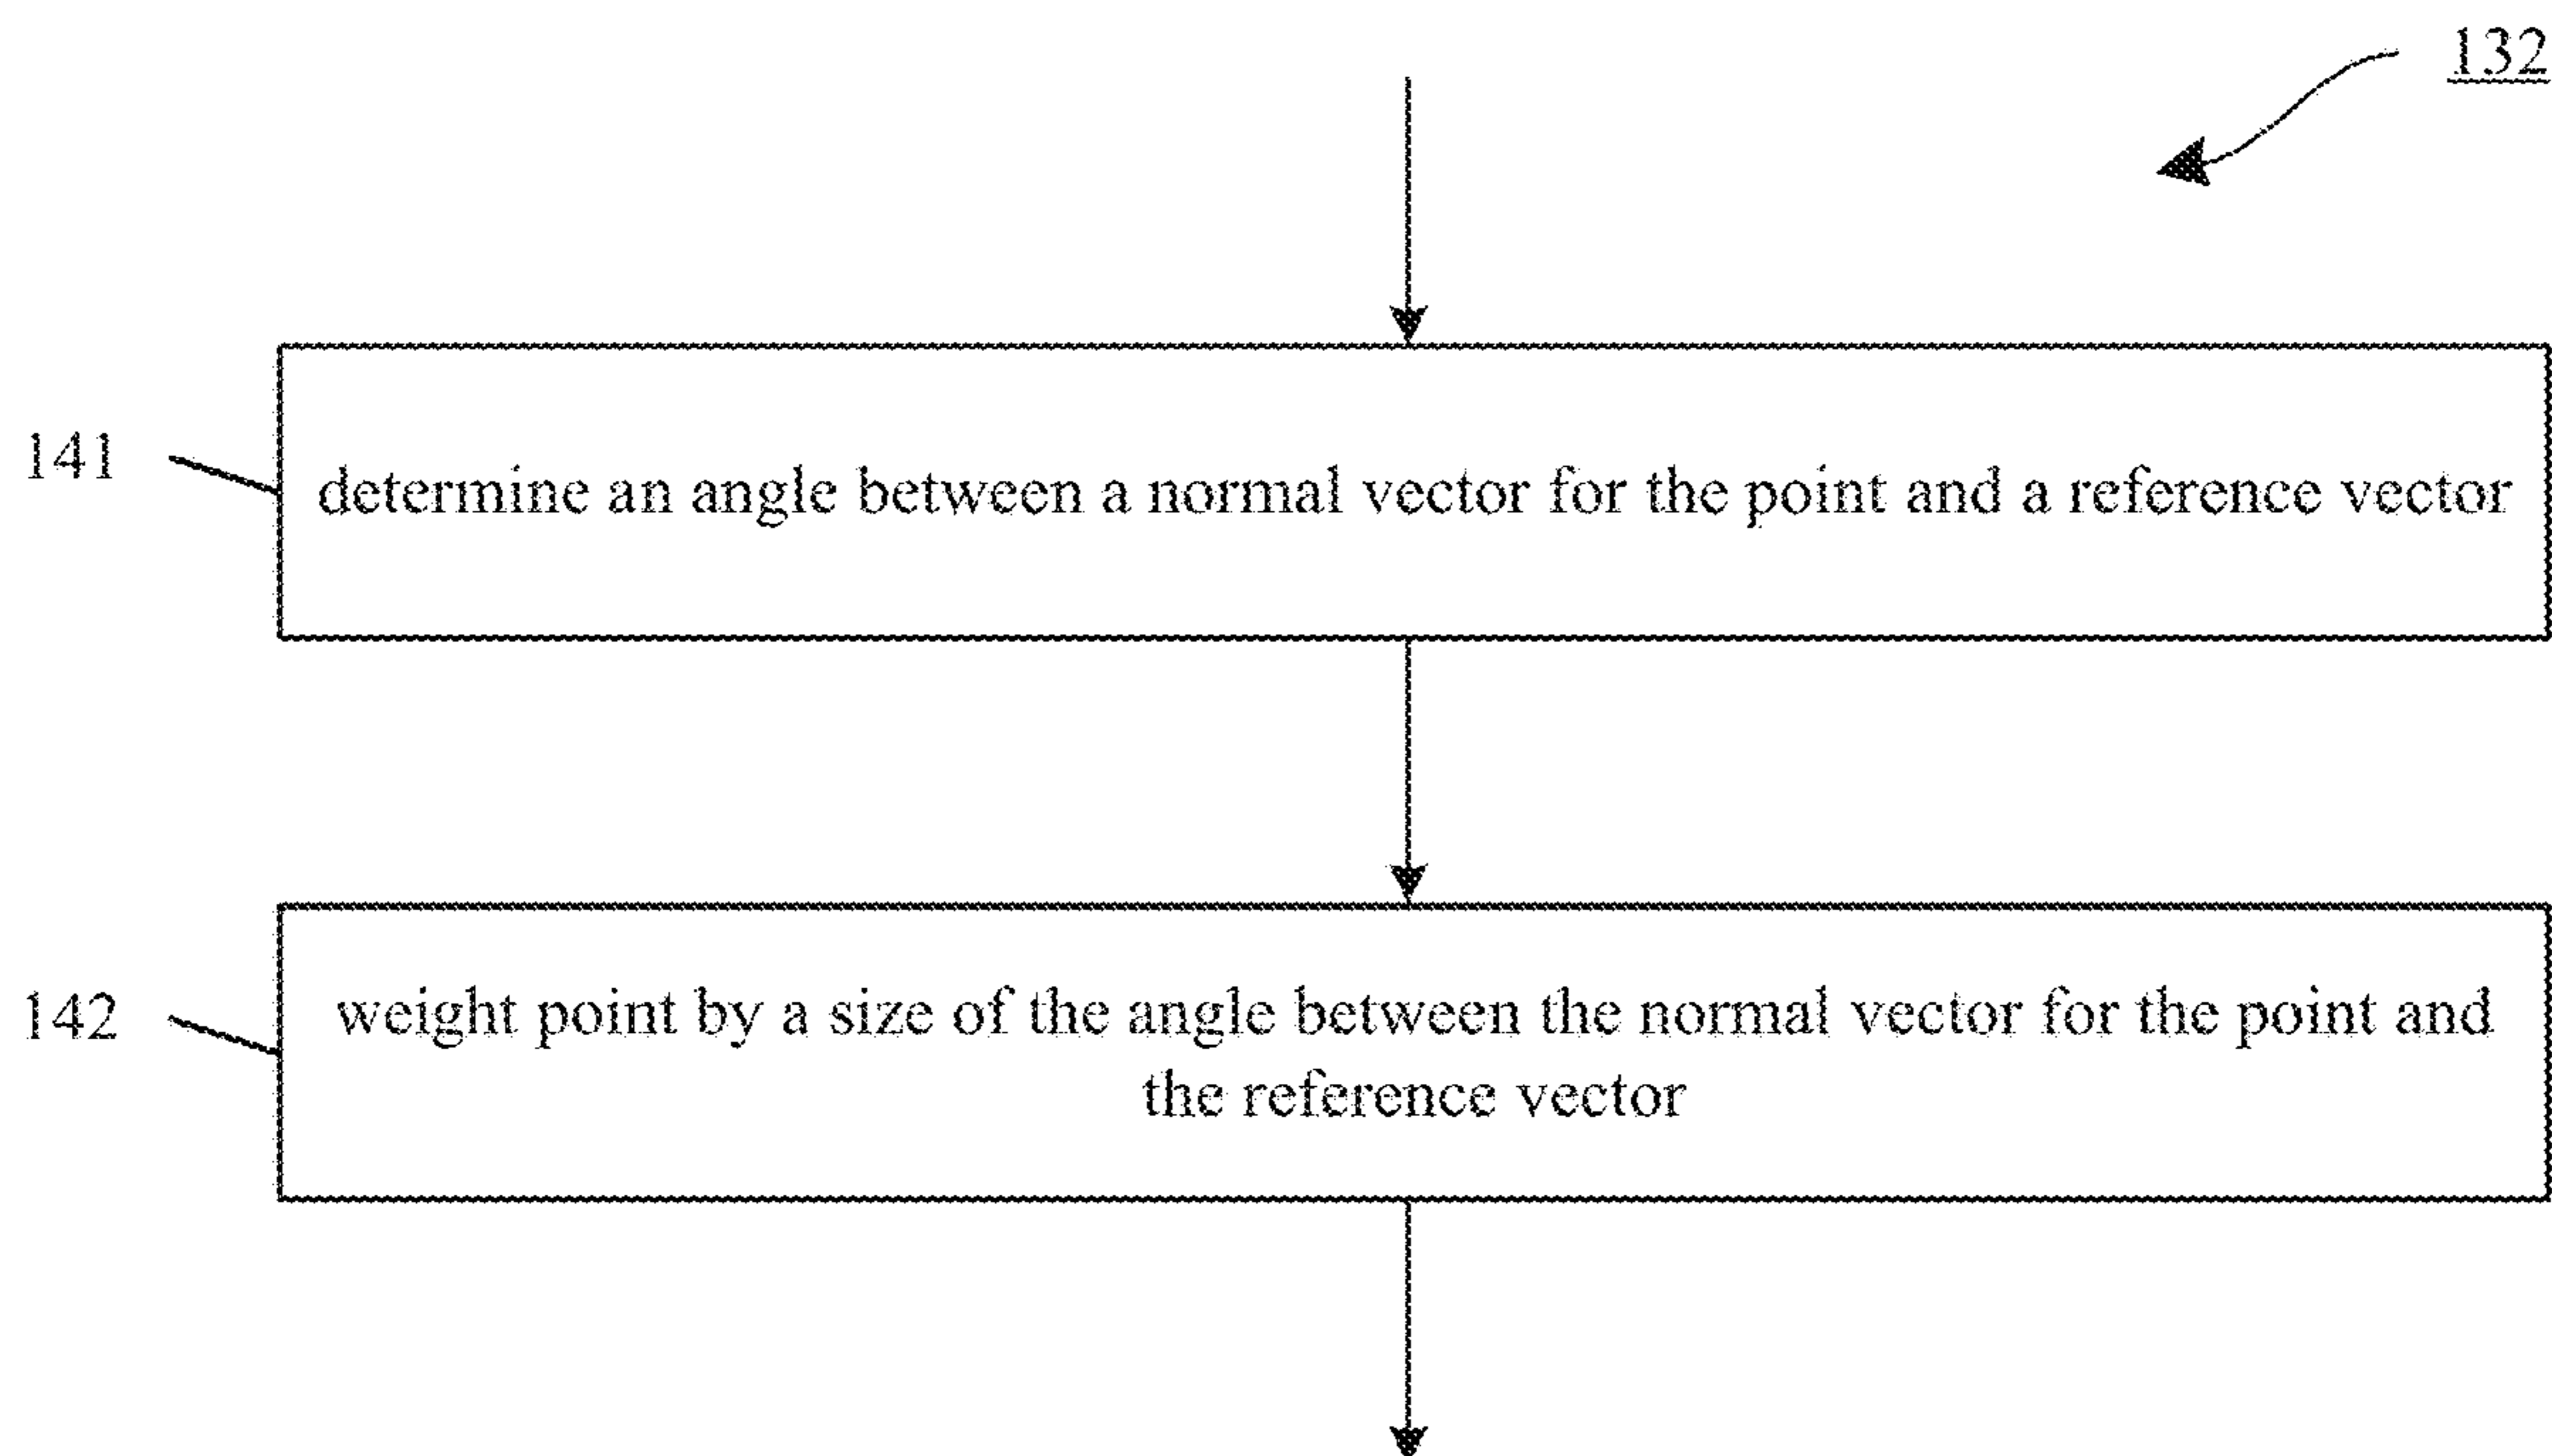 132
141
determine an angle between a normal vector for the point and a reference vector
142
weight point by a size of the angle between the normal vector for the point and
the reference vector